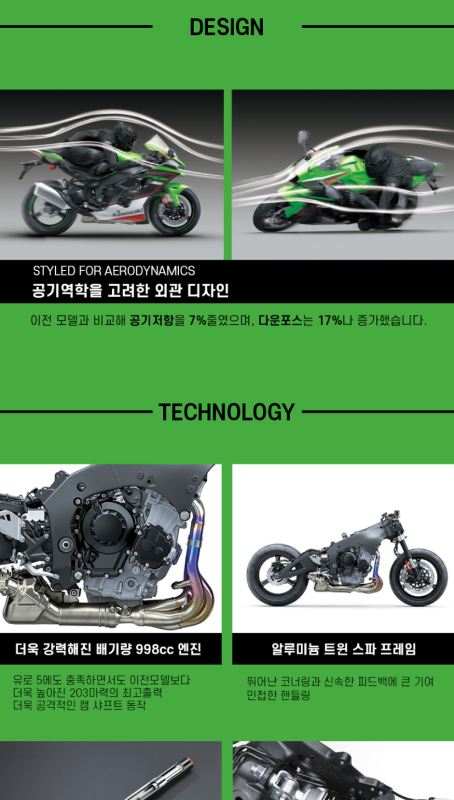 DESIGN
STYLED FOR AERODYNAMICS
공기역학을 고려한 외관 디자인
이전 모델과 비교해 공기저항을 7%줄였으며, 다운포스는 17%나 증가했습니다.
TECHNOLOGY
더욱 강력해진 배기량 998cc 엔진
알루미늄 트윈 스파 프레임
유로 5에도 충족하면서도 이전모델보다
더욱 높아진 203마력의 최고출력
더욱 공격적인 캠 샤프트 동작
뛰어난 코너링과 신속한 피드백에 큰 기여
민첩한 핸들링